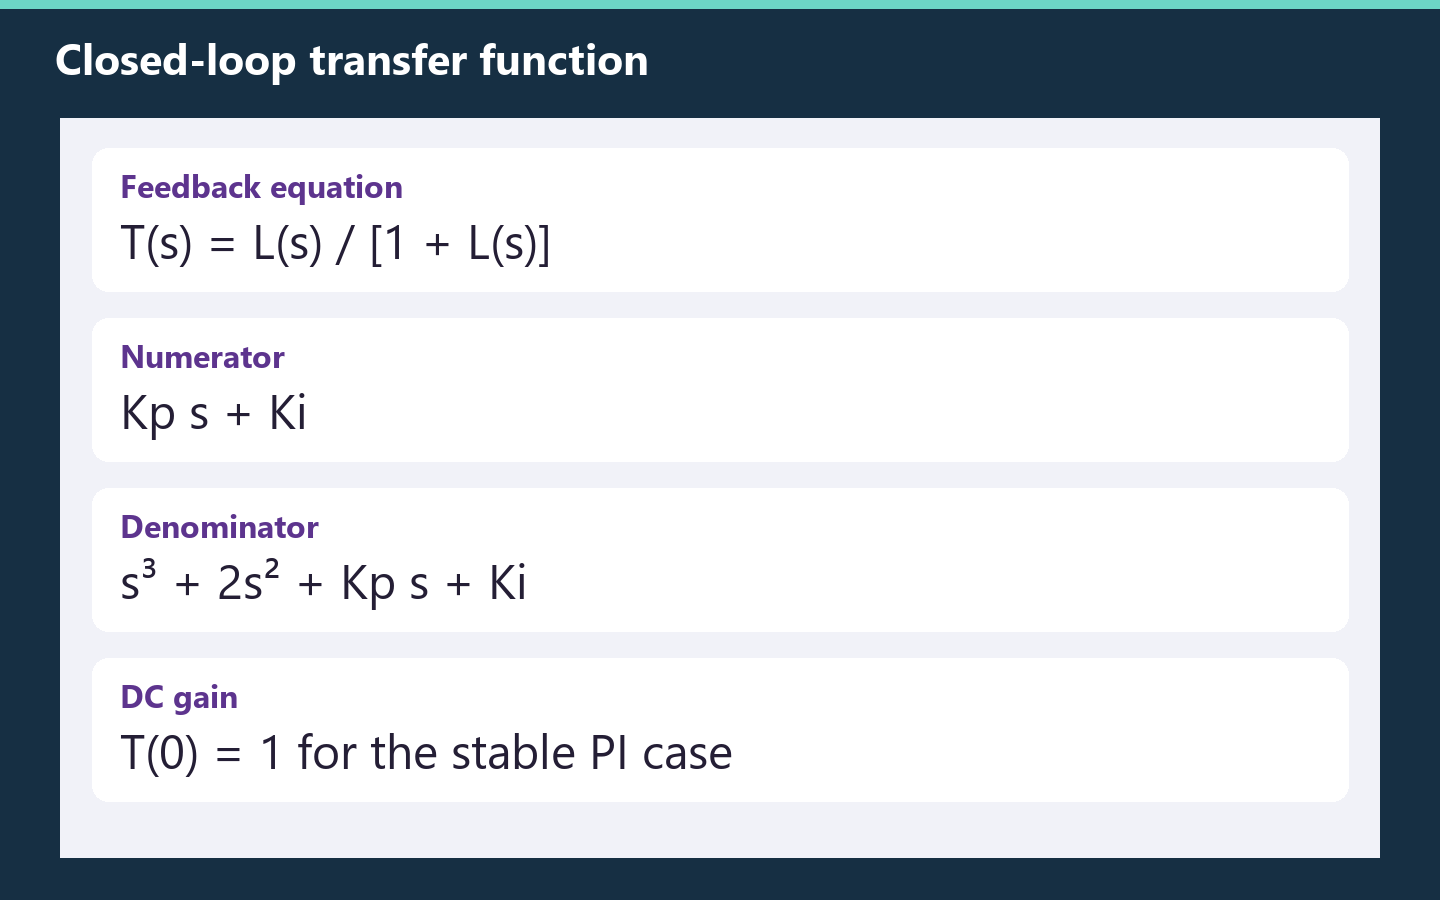 Closed-loop transfer function
Feedback equation
T(s) = L(s) / [1 + L(s)]
Numerator
Kp s + Ki
Denominator
s³ + 2s² + Kp s + Ki
DC gain
T(0) = 1 for the stable PI case